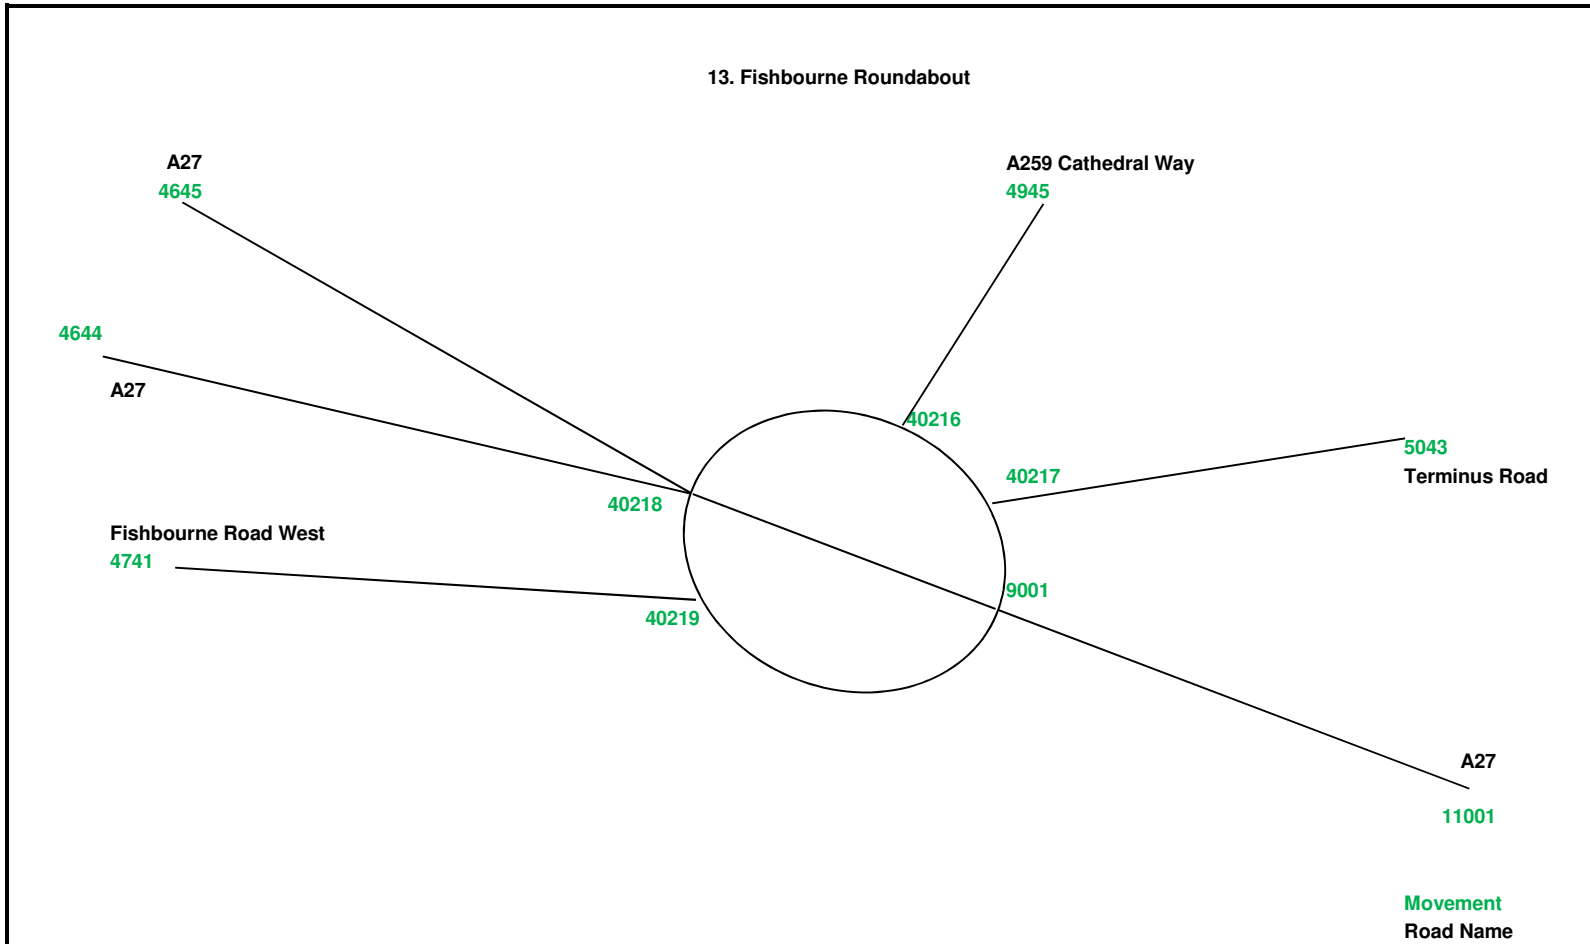 13. Fishbourne Roundabout
A27
4645
A259 Cathedral Way
4945
4644
A27
40216
5043
Terminus Road
40217
40218
Fishbourne Road West
4741
9001
40219
A27
11001
Movement
Road Name